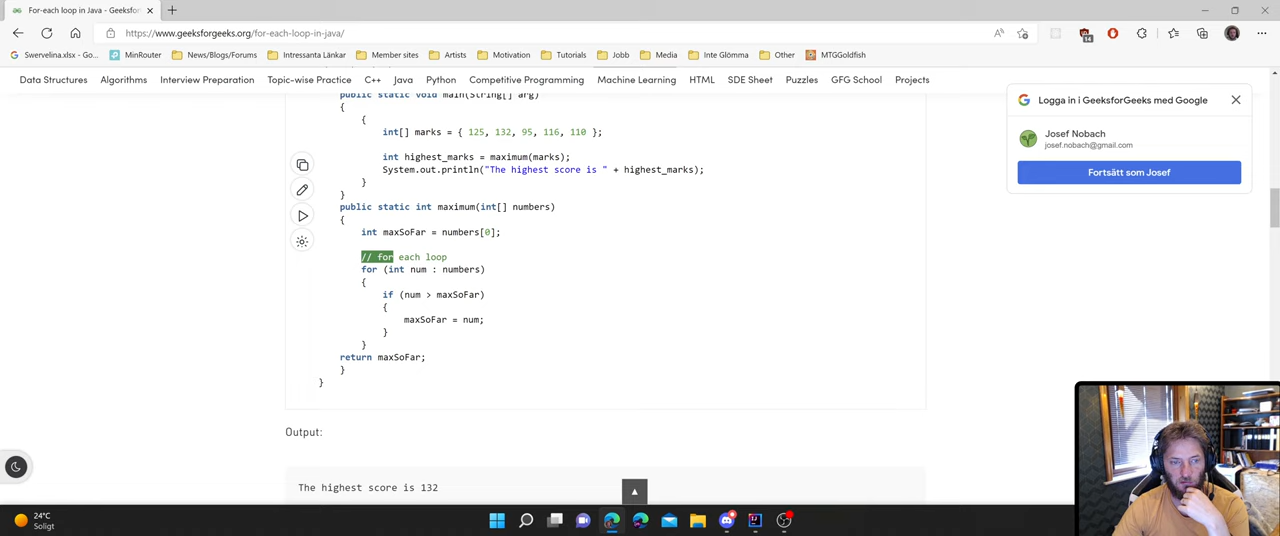 For-each loop in Java - Geeksfor
https://www.geeksforgeeks.org/for-each-loop-in-java/
Swervelina.xlsx - Go...
MinRouter
News/Blogs/Forums
Intressanta Länkar
Member sites
Artists
Motivation
Tutorials
Jobb
Media
Inte Glömma
Other
MTGGoldfish
Data Structures
Algorithms
Interview Preparation
Topic-wise Practice
C++
Java
Python
Competitive Programming
Machine Learning
HTML
SDE Sheet
Puzzles
GFG School
Projects
Logga in i GeeksforGeeks med Google
Josef Nobach
josef.nobach@gmail.com
Fortsätt som Josef
public static void main(String[] arg)
{
{
int[] marks = { 125, 132, 95, 116, 110 };
int highest_marks = maximum(marks);
System.out.println("The highest score is " + highest_marks);
}
}
public static int maximum(int[] numbers)
{
int maxSoFar = numbers[0];
// for each loop
for (int num : numbers)
{
if (num > maxSoFar)
{
maxSoFar = num;
}
}
return maxSoFar;
}
}
Output:
The highest score is 132
24°C
Soligt